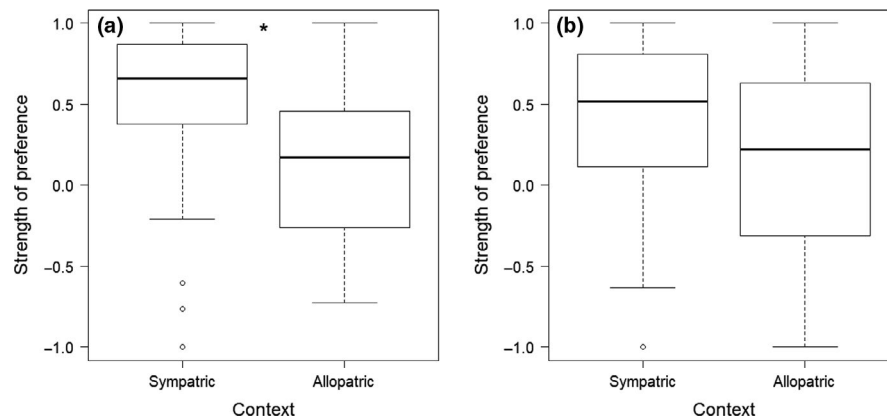 (a)
*
Strength of preference
1.0
0.5
0.0
−0.5
−1.0
Sympatric
Allopatric
Context
(b)
Strength of preference
1.0
0.5
0.0
−0.5
−1.0
Sympatric
Allopatric
Context